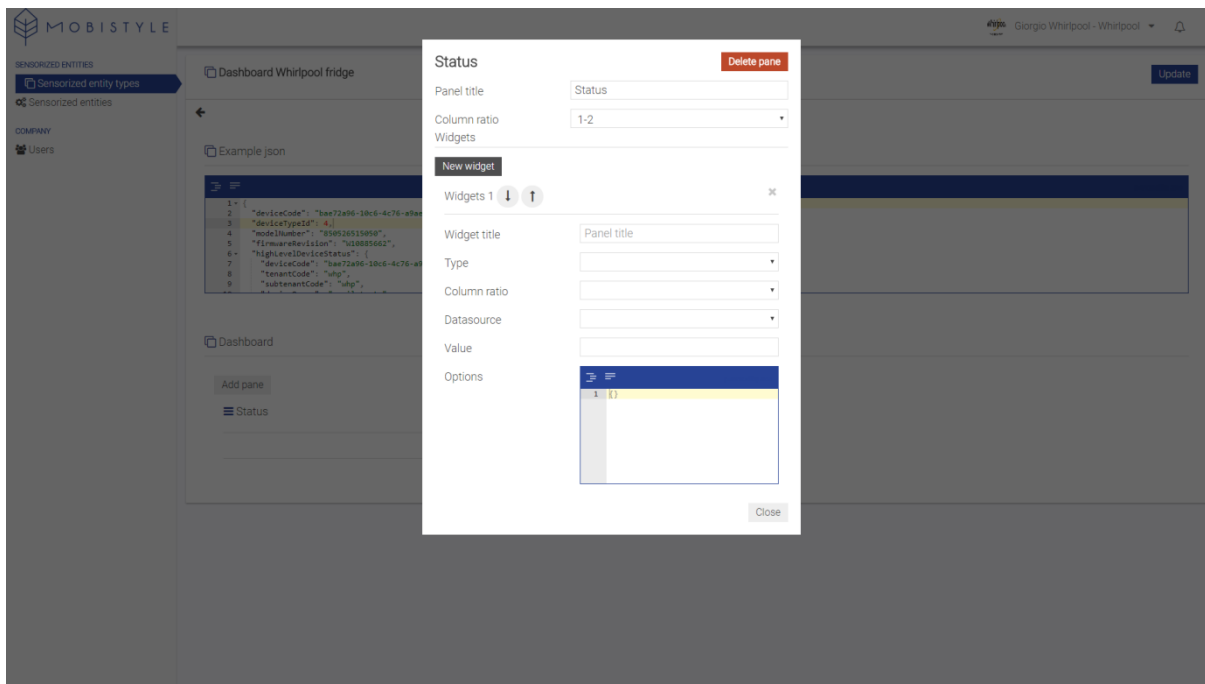 MOBISTYLE
Giorgio Whirlpool - Whirlpool
SENSORIZED ENTITIES
Sensorized entity types
Sensorized entities
COMPANY
Users
Dashboard Whirlpool fridge
Update
Example json
1 {
2 "deviceCode": "bae72a96-10c6-4c76-a9ae
3 "deviceTypeId": 4,
4 "modelNumber": "850526515050",
5 "firmwareRevision": "W10885662",
6 "highLevelDeviceStatus": {
7 "deviceCode": "bae72a96-10c6-4c76-a9
8 "tenantCode": "whp",
9 "subtenantCode": "whp",
Dashboard
Add pane
Status
Status
Delete pane
Panel title
Status
Column ratio
1-2
Widgets
New widget
Widgets 1
Widget title
Panel title
Type
Column ratio
Datasource
Value
Options
1 {}
Close